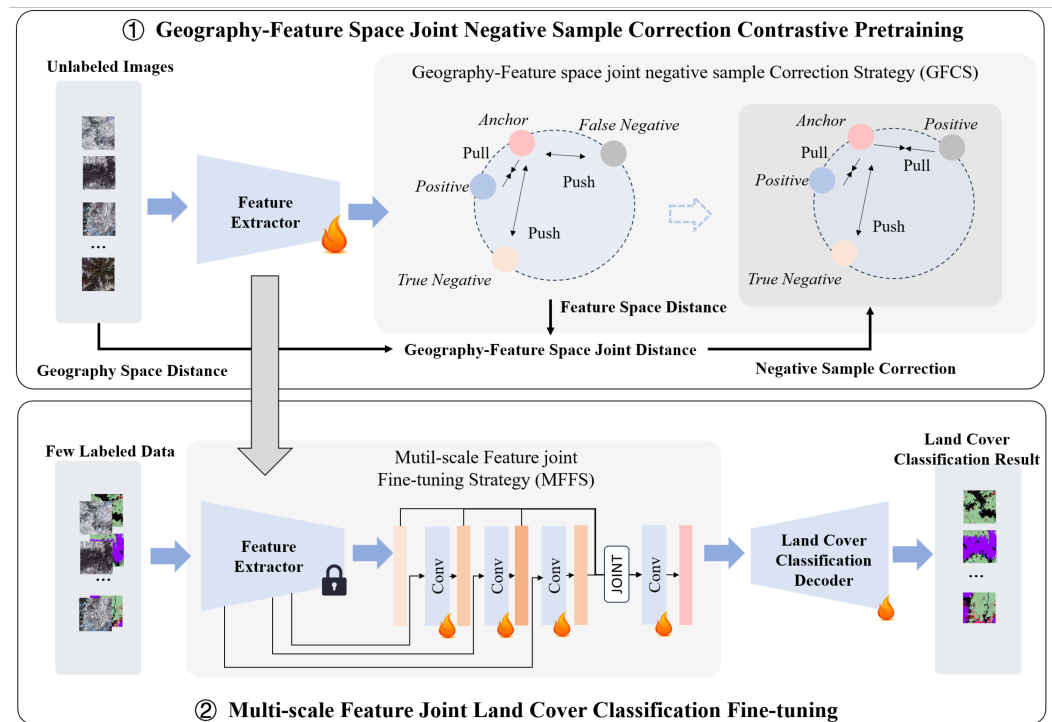 ① Geography-Feature Space Joint Negative Sample Correction Contrastive Pretraining
Unlabeled Images
...
Feature
Extractor
Geography-Feature space joint negative sample Correction Strategy (GFCS)
Anchor
False Negative
Pull
Positive
Push
Push
True Negative
Anchor
Positive
Pull
Pull
Positive
Push
True Negative
Feature Space Distance
Geography-Feature Space Joint Distance
Geography Space Distance
Negative Sample Correction
Few Labeled Data
...
Mutil-scale Feature joint
Fine-tuning Strategy (MFFS)
Feature
Extractor
Conv
Conv
Conv
JOINT
Conv
Land Cover
Classification
Decoder
Land Cover
Classification Result
...
② Multi-scale Feature Joint Land Cover Classification Fine-tuning